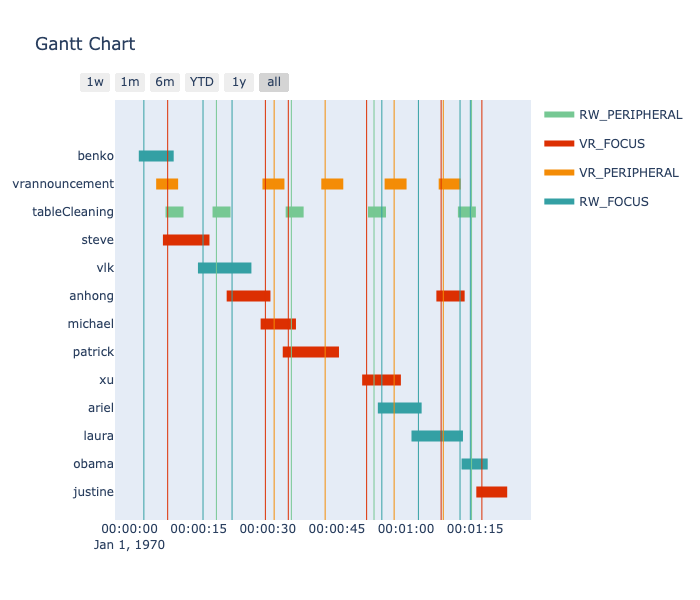 Gantt Chart
1w 1m 6m YTD 1y all
RW_PERIPHERAL
VR_FOCUS
VR_PERIPHERAL
RW_FOCUS
benko
vrannouncement
tableCleaning
steve
vlk
anhong
michael
patrick
xu
ariel
laura
obama
justine
00:00:00 00:00:15 00:00:30 00:00:45 00:01:00 00:01:15
Jan 1, 1970